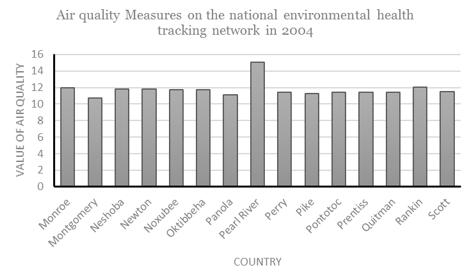 Air quality Measures on the national environmental health
tracking network in 2004
VALUE OF AIR QUALITY
16
14
12
10
8
6
4
2
0
Monroe
Montgomery
Neshoba
Newton
Noxubee
Oktibbeha
Panola
Pearl River
Perry
Pike
Pontotoc
Prentiss
Quitman
Rankin
Scott
COUNTRY